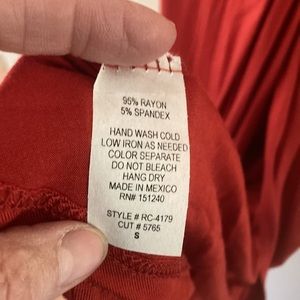 95% RAYON
5% SPANDEX
HAND WASH COLD
LOW IRON AS NEEDED
COLOR SEPARATE
DO NOT BLEACH
HANG DRY
MADE IN MEXICO
RN# 151240
STYLE # RC-4179
CUT # 5765
S